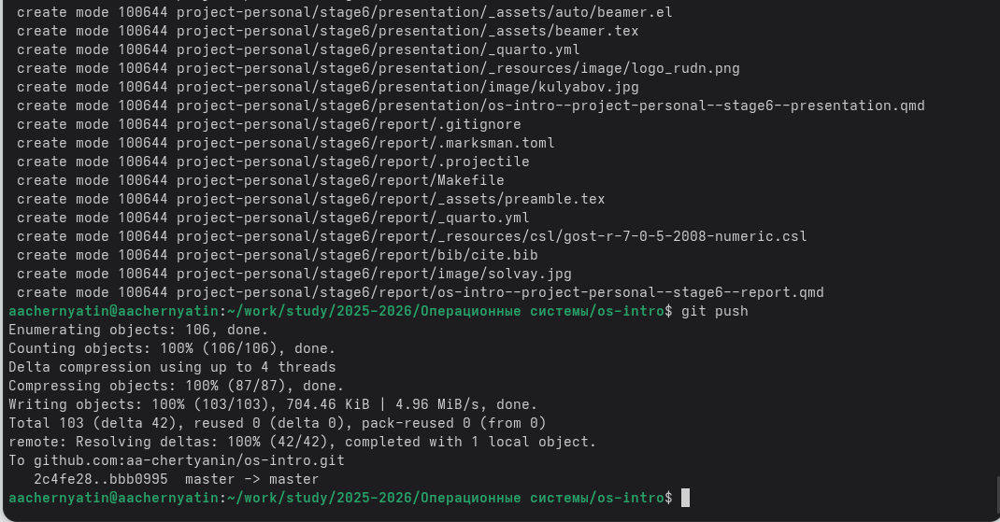 create mode 100644 project-personal/stage6/presentation/_assets/auto/beamer.el
create mode 100644 project-personal/stage6/presentation/_assets/beamer.tex
create mode 100644 project-personal/stage6/presentation/_quarto.yml
create mode 100644 project-personal/stage6/presentation/_resources/image/logo_rudn.png
create mode 100644 project-personal/stage6/presentation/image/kulyabov.jpg
create mode 100644 project-personal/stage6/presentation/os-intro--project-personal--stage6--presentation.qmd
create mode 100644 project-personal/stage6/report/.gitignore
create mode 100644 project-personal/stage6/report/.marksman.toml
create mode 100644 project-personal/stage6/report/.projectile
create mode 100644 project-personal/stage6/report/Makefile
create mode 100644 project-personal/stage6/report/_assets/preamble.tex
create mode 100644 project-personal/stage6/report/_quarto.yml
create mode 100644 project-personal/stage6/report/_resources/csl/gost-r-7-0-5-2008-numeric.csl
create mode 100644 project-personal/stage6/report/bib/cite.bib
create mode 100644 project-personal/stage6/report/image/solvay.jpg
create mode 100644 project-personal/stage6/report/os-intro--project-personal--stage6--report.qmd
aachernyatin@aachernyatin:~/work/study/2025-2026/Операционные системы/os-intro$ git push
Enumerating objects: 106, done.
Counting objects: 100% (106/106), done.
Delta compression using up to 4 threads
Compressing objects: 100% (87/87), done.
Writing objects: 100% (103/103), 704.46 KiB | 4.96 MiB/s, done.
Total 103 (delta 42), reused 0 (delta 0), pack-reused 0 (from 0)
remote: Resolving deltas: 100% (42/42), completed with 1 local object.
To github.com:aa-chertyanin/os-intro.git
   2c4fe28..bbb0995  master -> master
aachernyatin@aachernyatin:~/work/study/2025-2026/Операционные системы/os-intro$